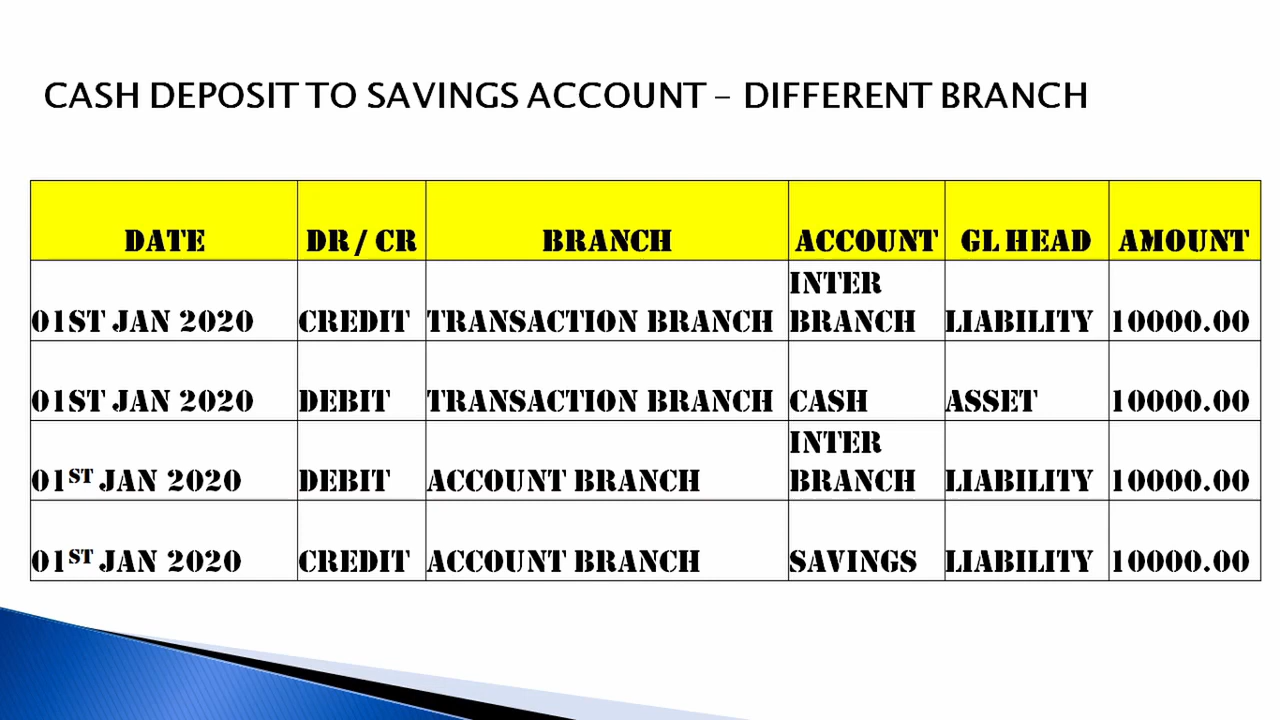 CASH DEPOSIT TO SAVINGS ACCOUNT – DIFFERENT BRANCH
DATE DR / CR BRANCH ACCOUNT GL HEAD AMOUNT
01ST JAN 2020 CREDIT TRANSACTION BRANCH INTER BRANCH LIABILITY 10000.00
01ST JAN 2020 DEBIT TRANSACTION BRANCH CASH ASSET 10000.00
01ST JAN 2020 DEBIT ACCOUNT BRANCH INTER BRANCH LIABILITY 10000.00
01ST JAN 2020 CREDIT ACCOUNT BRANCH SAVINGS LIABILITY 10000.00